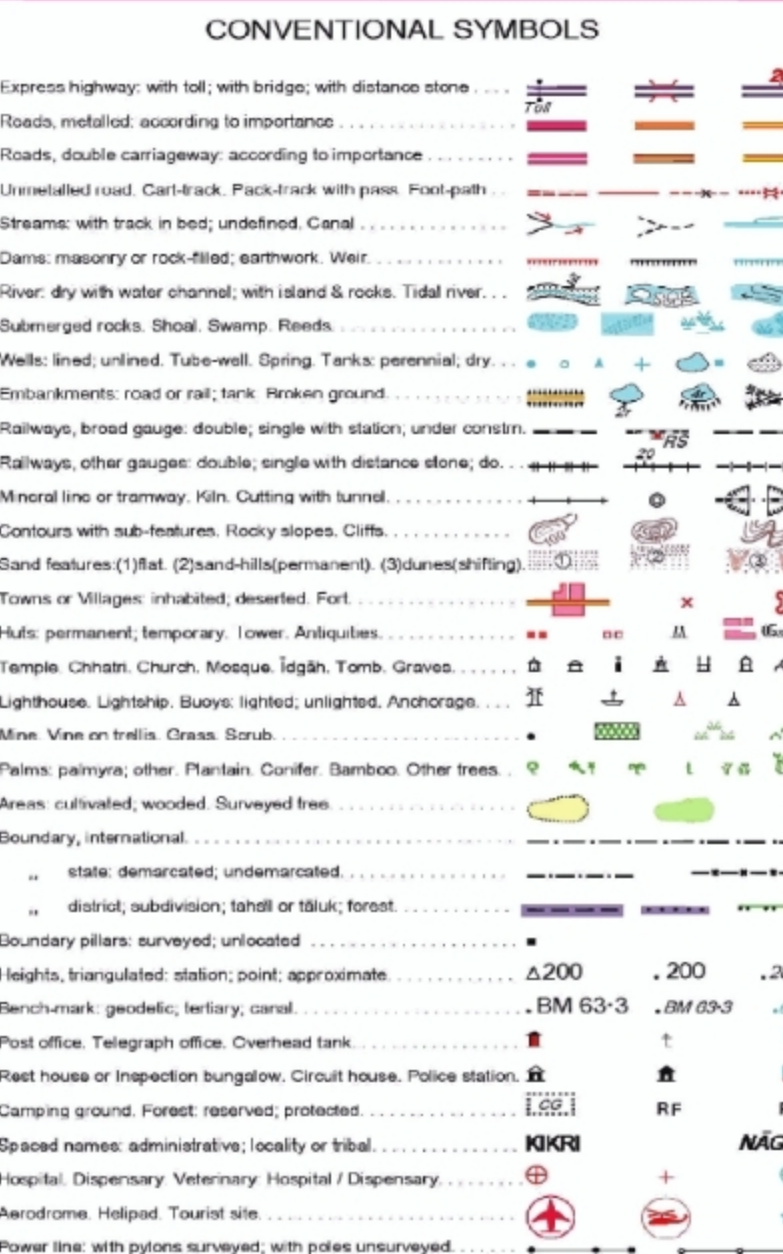 CONVENTIONAL SYMBOLS
Express highway: with toll; with bridge; with distance stone ....
Toll
Roads, metalled: according to importance
Roads, double carriageway: according to importance
Unmetalled road. Cart-track. Pack-track with pass. Foot-path
Streams: with track in bed; undefined. Canal
Dams: masonry or rock-filled; earthwork. Weir.
River: dry with water channel; with island & rocks. Tidal river...
Submerged rocks. Shoal. Swamp. Reeds.
Wells: lined; unlined. Tube-well. Spring. Tanks: perennial; dry...
Embankments: road or rail; tank. Broken ground.
Railways, broad gauge: double; single with station; under constrn. RS
Railways, other gauges: double; single with distance stone; do... 20
Mineral line or tramway. Kiln. Cutting with tunnel.
Contours with sub-features. Rocky slopes. Cliffs. 100
Sand features:(1)flat. (2)sand-hills(permanent). (3)dunes(shifting). 1 2 3
Towns or Villages: inhabited; deserted. Fort.
Huts: permanent; temporary. Tower. Antiquities.
Temple. Chhatri. Church. Mosque. Īdgāh. Tomb. Graves.
Lighthouse. Lightship. Buoys: lighted; unlighted. Anchorage.
Mine. Vine on trellis. Grass. Scrub.
Palms: palmyra; other. Plantain. Conifer. Bamboo. Other trees.
Areas: cultivated; wooded. Surveyed tree.
Boundary, international.
„ state: demarcated; undemarcated.
„ district; subdivision; tahsīl or tāluk; forest.
Boundary pillars: surveyed; unlocated
Heights, triangulated: station; point; approximate. △200 .200
Bench-mark: geodetic; tertiary; canal. .BM 63·3 .BM 63·3
Post office. Telegraph office. Overhead tank.
Rest house or Inspection bungalow. Circuit house. Police station.
Camping ground. Forest: reserved; protected. CG RF
Spaced names: administrative; locality or tribal. KIKRI NĀG
Hospital. Dispensary. Veterinary Hospital / Dispensary.
Aerodrome. Helipad. Tourist site.
Power line: with pylons surveyed; with poles unsurveyed.